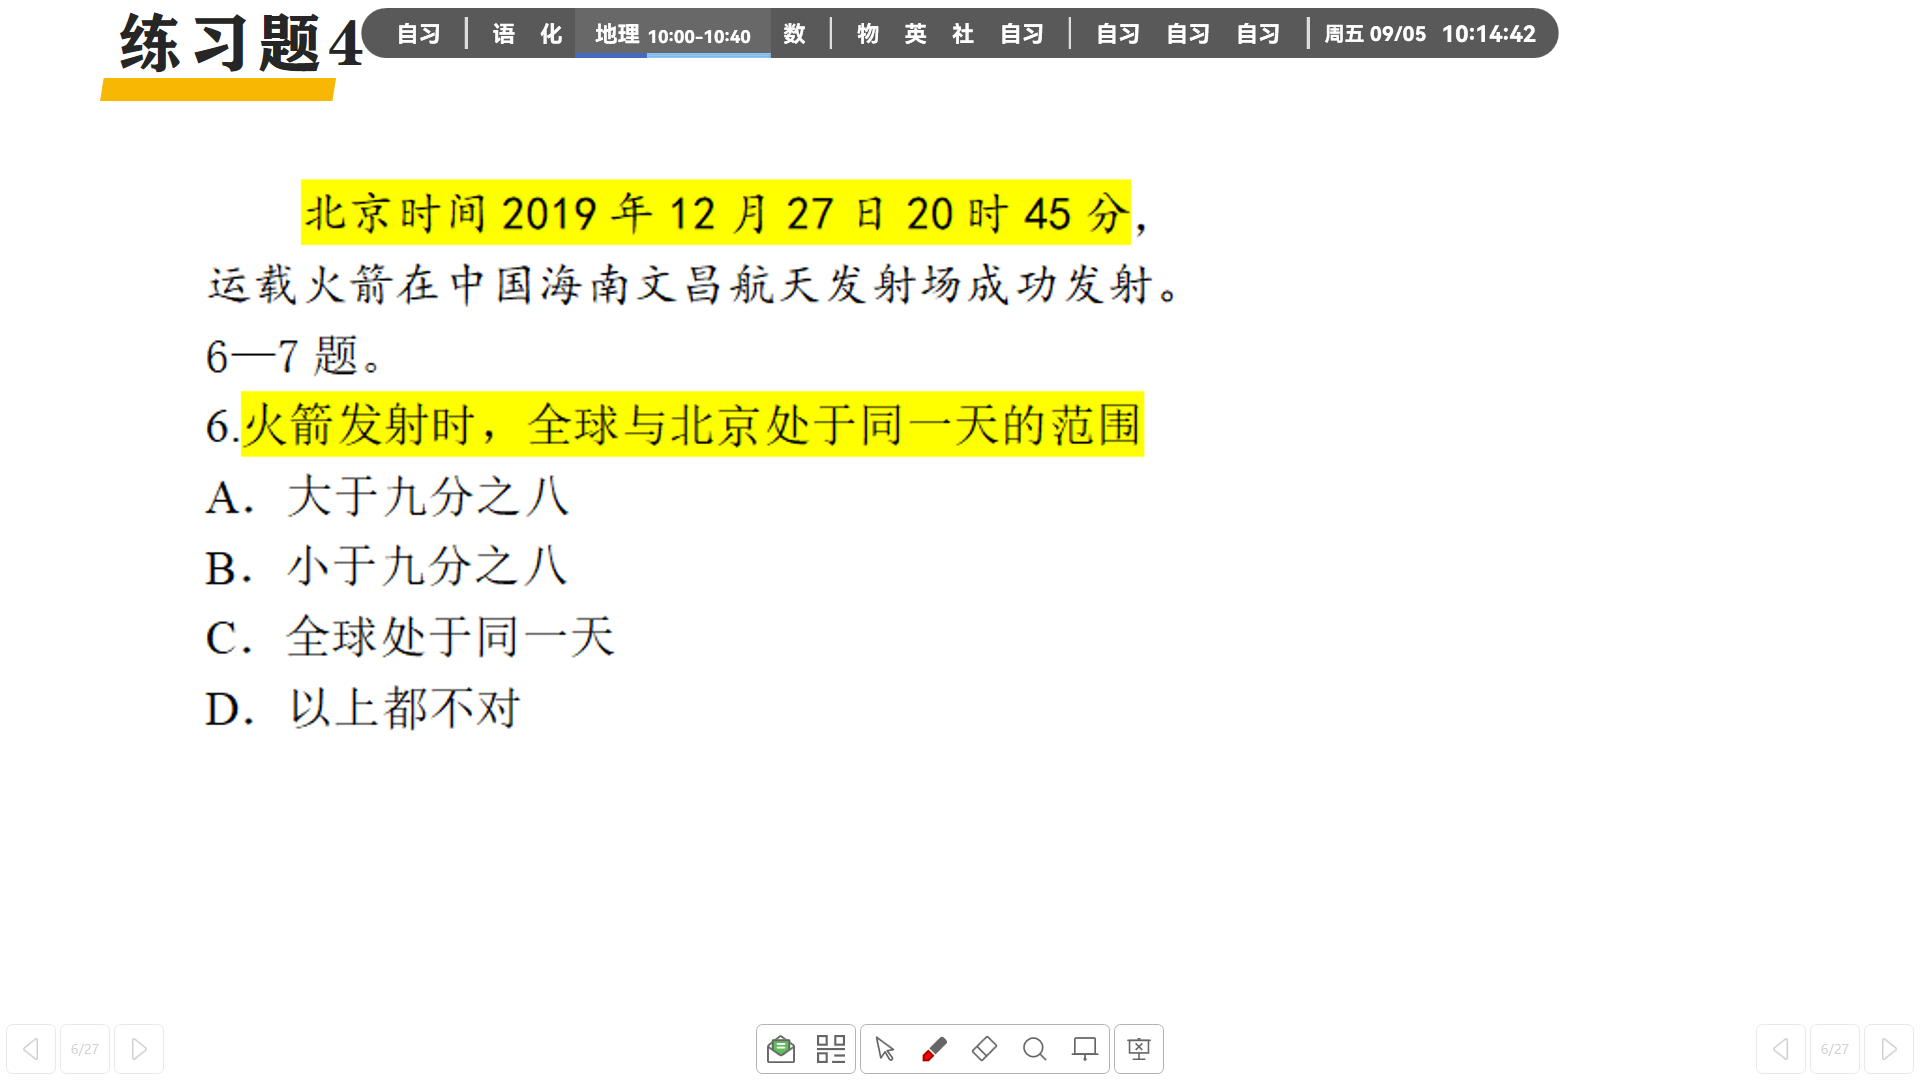 练习题4
自习 语 化 地理 10:00-10:40 数 物 英 社 自习 自习 自习 自习 周五 09/05 10:14:42
北京时间 2019 年 12 月 27 日 20 时 45 分，
运载火箭在中国海南文昌航天发射场成功发射。
6—7 题。
6.火箭发射时，全球与北京处于同一天的范围
A．大于九分之八
B．小于九分之八
C．全球处于同一天
D．以上都不对
6/27
6/27